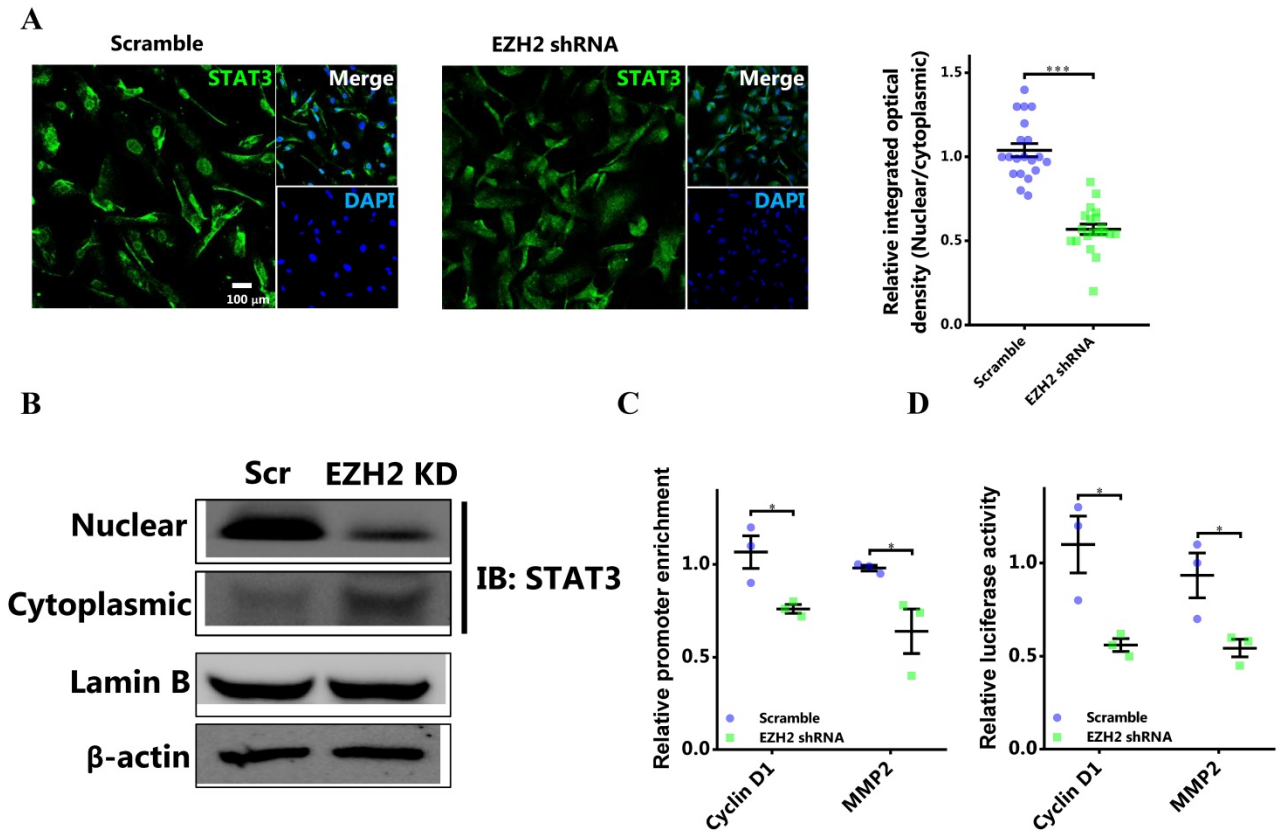 A
Scramble
EZH2 shRNA
STAT3
Merge
DAPI
100 μm
STAT3
Merge
DAPI
Relative integrated optical
density (Nuclear/cytoplasmic)
1.5
1.0
0.5
0.0
***
Scramble
EZH2 shRNA
B
Scr
EZH2 KD
Nuclear
Cytoplasmic
IB: STAT3
Lamin B
β-actin
C
Relative promoter enrichment
1.0
0.5
0.0
*
*
Scramble
EZH2 shRNA
Cyclin D1
MMP2
D
Relative luciferase activity
1.0
0.5
0.0
*
*
Scramble
EZH2 shRNA
Cyclin D1
MMP2